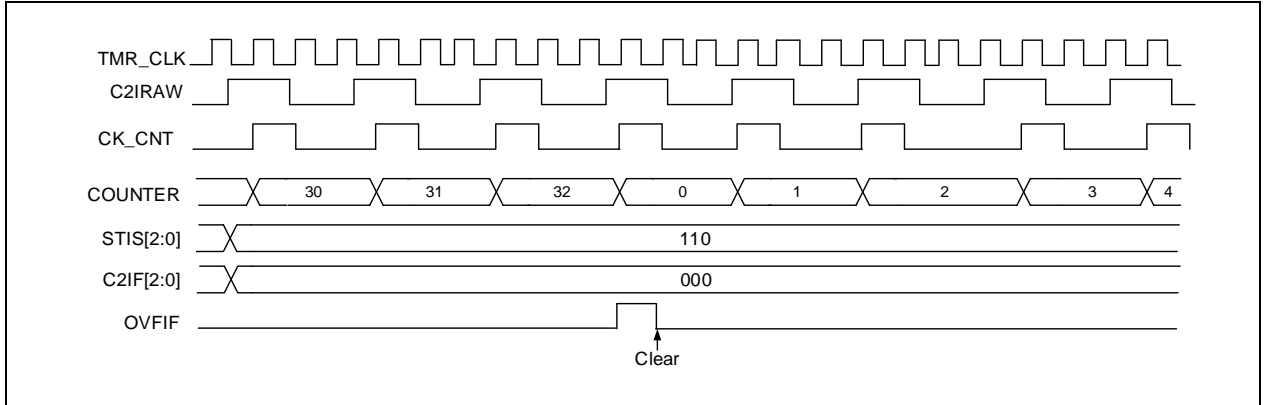 TMR_CLK
C2IRAW
CK_CNT
COUNTER 30 31 32 0 1 2 3 4
STIS[2:0] 110
C2IF[2:0] 000
OVFIF
Clear